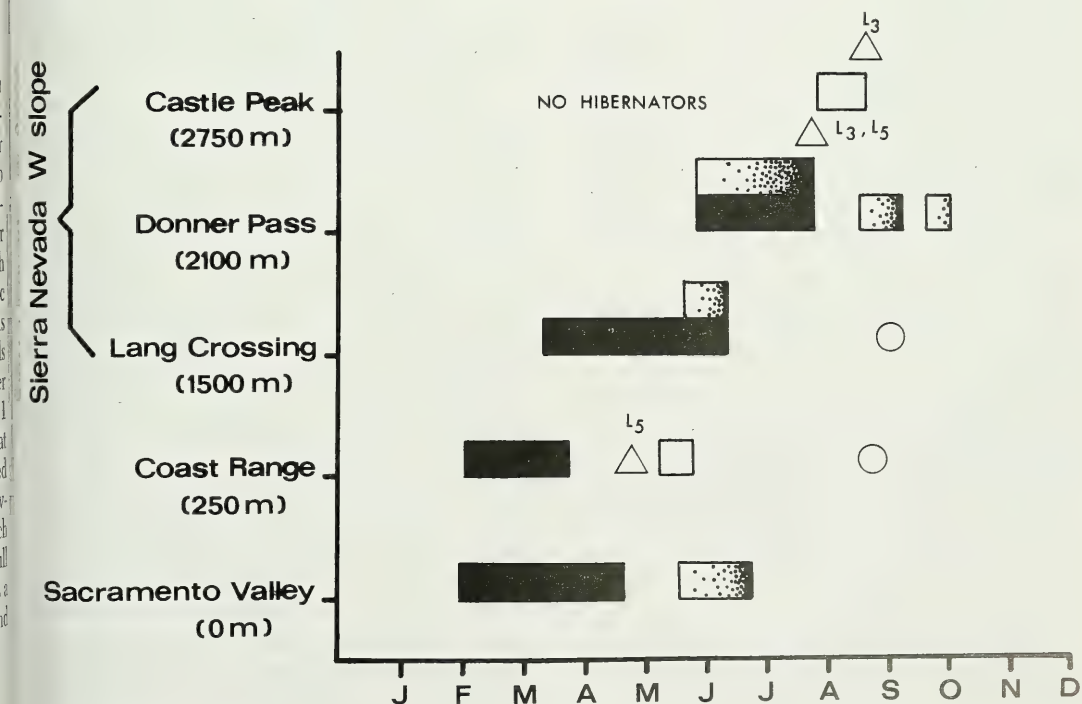 L3
Castle Peak
(2750 m)
NO HIBERNATORS
L3, L5
Donner Pass
(2100 m)
Lang Crossing
(1500 m)
Sierra Nevada W slope
L5
Coast Range
(250 m)
Sacramento Valley
(0 m)
J F M A M J J A S O N D